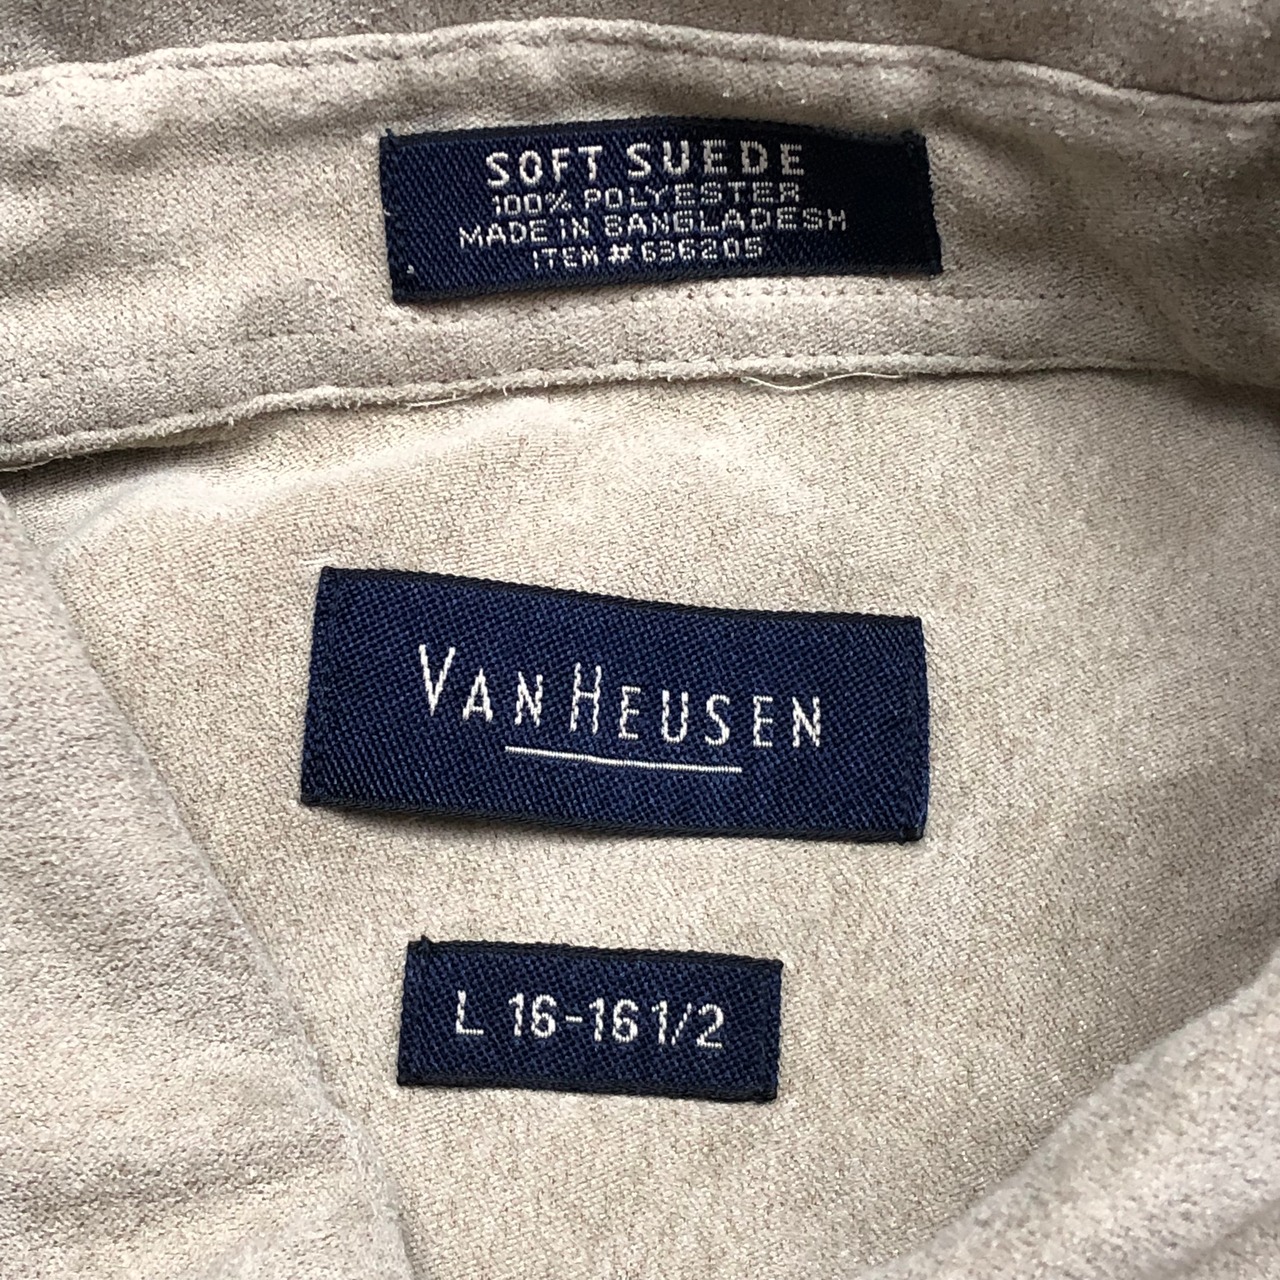 SOFT SUEDE
100% POLYESTER
MADE IN BANGLADESH
ITEM # 636205
VAN HEUSEN
L 16-16 1/2